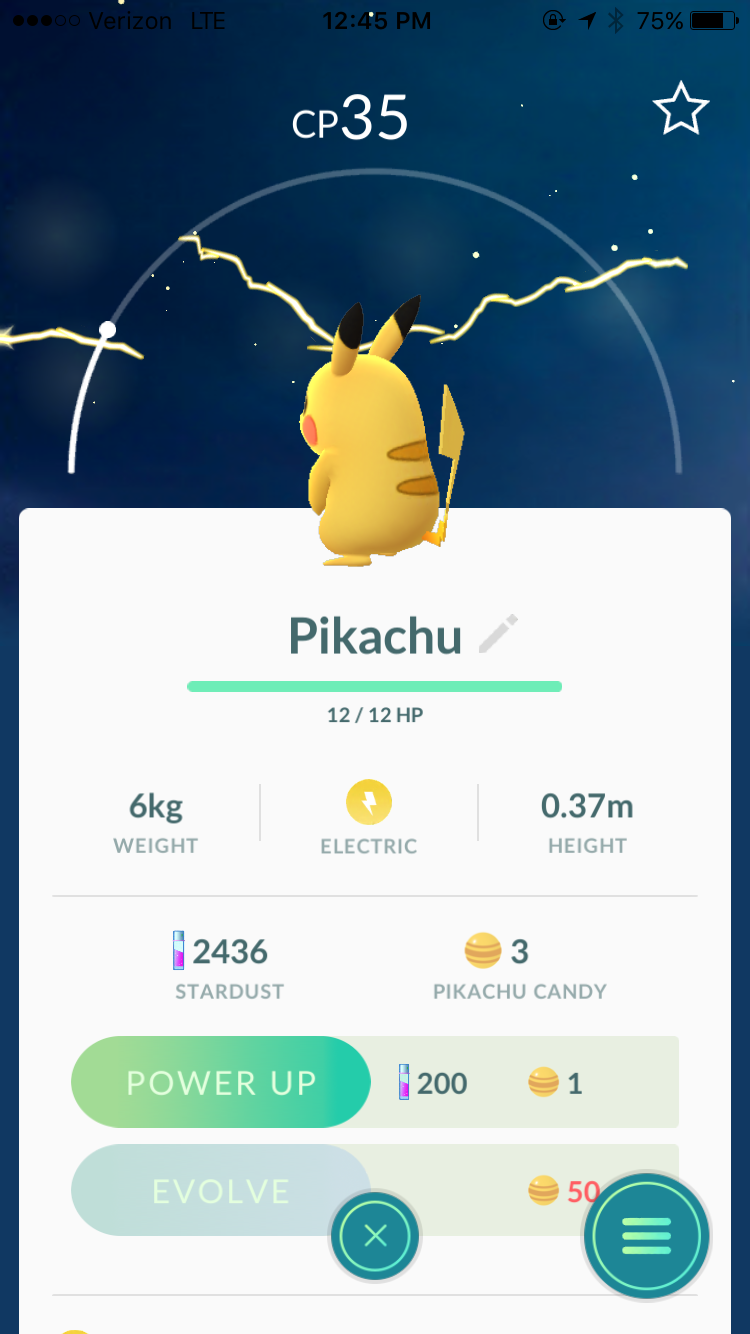 Verizon LTE 12:45 PM 75%
CP35
Pikachu
12 / 12 HP
6kg 0.37m
WEIGHT ELECTRIC HEIGHT
2436 3
STARDUST PIKACHU CANDY
POWER UP 200 1
EVOLVE 50